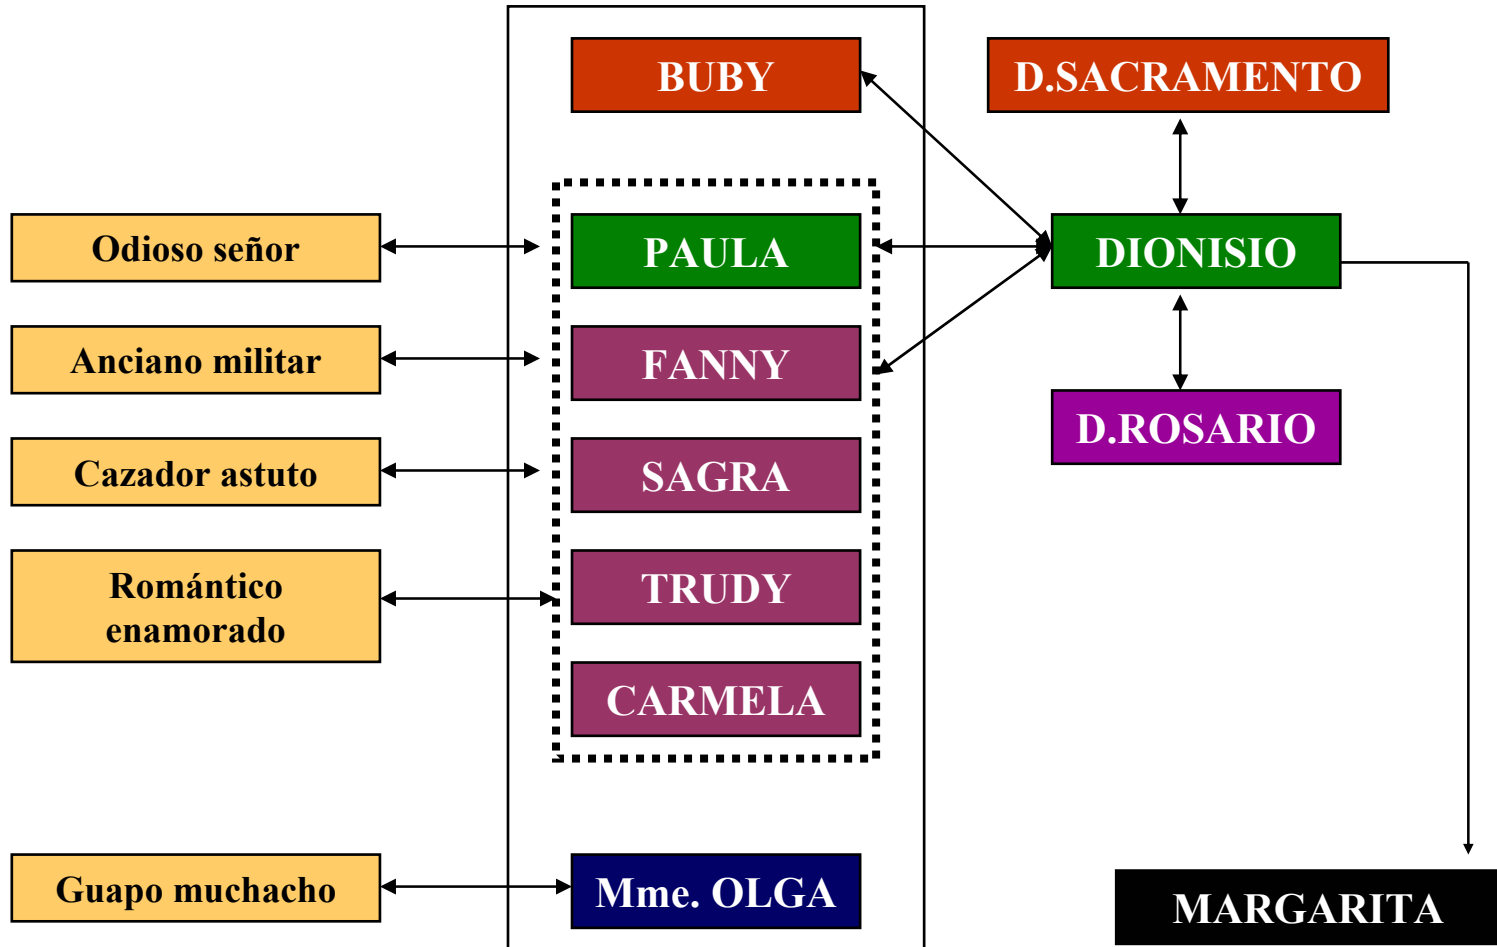 BUBY
D.SACRAMENTO
Odioso señor
PAULA
DIONISIO
Anciano militar
FANNY
D.ROSARIO
Cazador astuto
SAGRA
Romántico
enamorado
TRUDY
CARMELA
Guapo muchacho
Mme. OLGA
MARGARITA